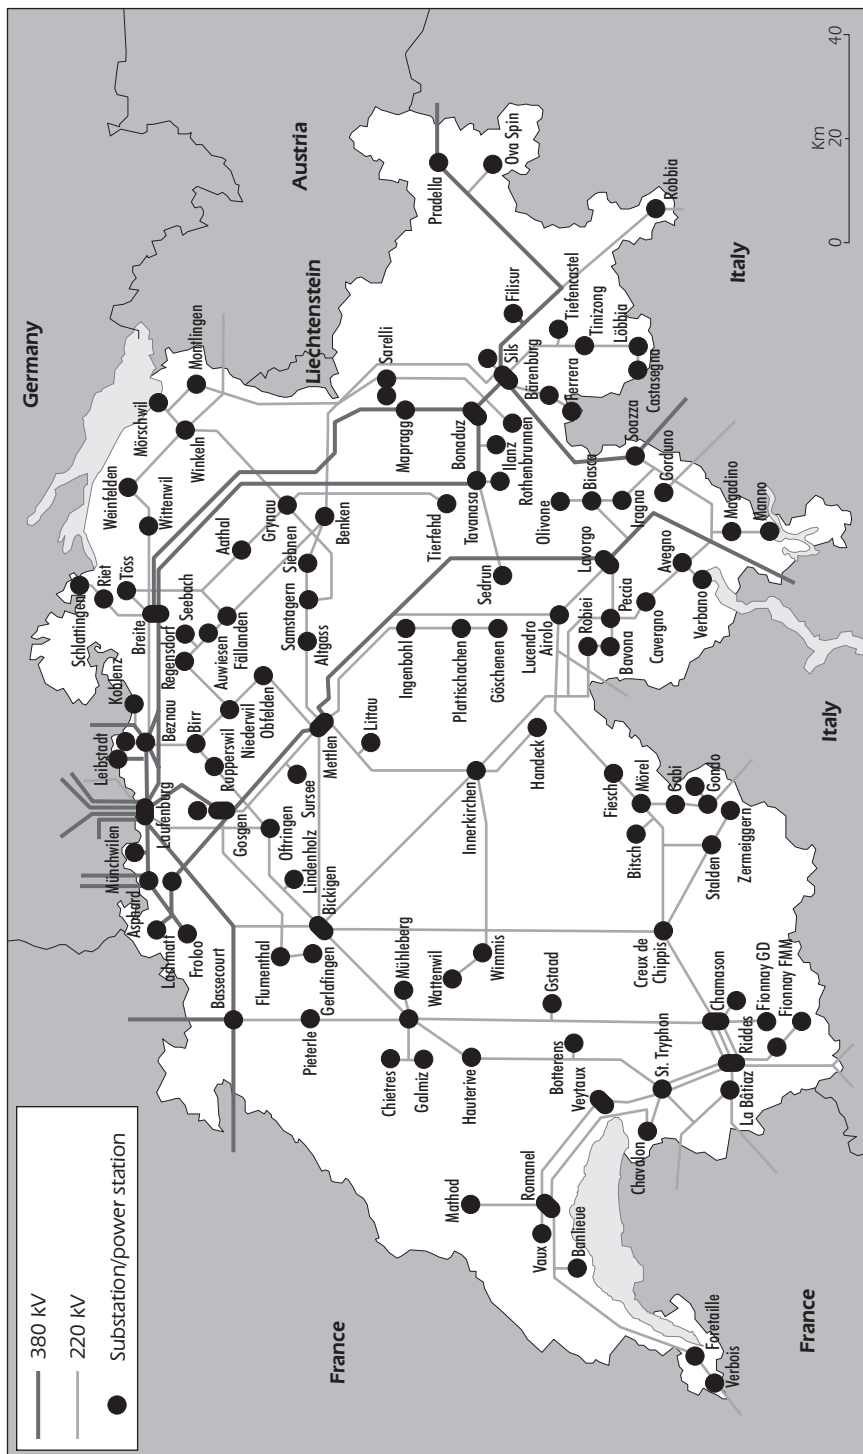 380 kV
220 kV
Substation/power station
Germany
Austria
Liechtenstein
Italy
Italy
France
France
Km
0
20
40
Schlattingen
Riet
Töss
Breite
Weinfelden
Wittenwil
Mörschwil
Montlingen
Winkeln
Koblenz
Leibstadt
Beznau
Laufenburg
Münchwilen
Asphard
Lachmatt
Froloo
Bassecourt
Regensdorf
Seebach
Auwiesen
Fällanden
Aathal
Grynau
Siebnen
Benken
Samstagern
Altgass
Birr
Rupperswil
Niederwil
Obfelden
Gosgen
Oftringen
Sursee
Lindenholz
Bickigen
Mettlen
Littau
Flumenthal
Gerlafingen
Pieterle
Mühleberg
Chietres
Galmiz
Hauterive
Wattenwil
Wimmis
Innerkirchen
Handeck
Ingenbohl
Plattischachen
Göschenen
Tierfehd
Tavanasa
Sedrun
Sarelli
Mapragg
Bonaduz
Ilanz
Rothenbrunnen
Sils
Filisur
Bärenburg
Ferrera
Tiefencastel
Tinizong
Löbbia
Castasegna
Pradella
Ova Spin
Robbia
Soazza
Gorduno
Olivone
Biasca
Iragna
Lavorgo
Lucendro
Airolo
Robiei
Peccia
Bavona
Cavergno
Avegno
Verbano
Magadino
Manno
Fiesch
Mörel
Bitsch
Gabi
Gondo
Stalden
Zermeiggern
Creux de
Chippis
Gstaad
Botterens
Veytaux
St. Tryphon
Chavalon
Chamason
Riddes
Fionnay GD
Fionnay FMM
La Bâtiaz
Mathod
Romanel
Vaux
Banlieue
Foretaille
Verbois